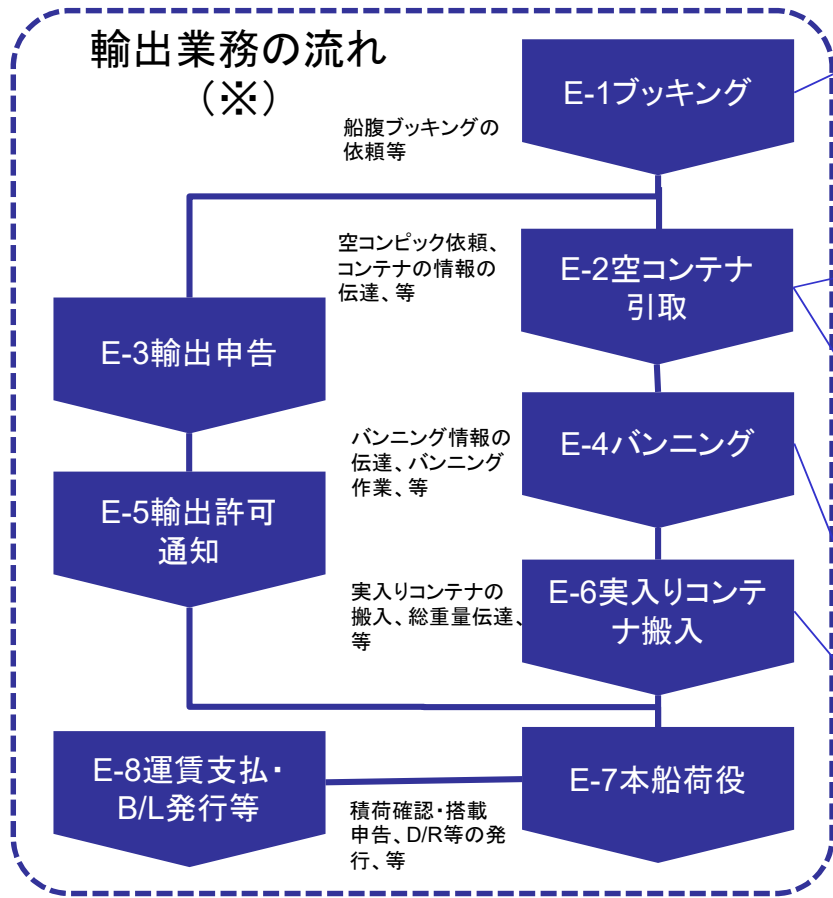 輸出業務の流れ
（※）
E-1ブッキング
船腹ブッキングの
依頼等
空コンピック依頼、
コンテナの情報の
伝達、等
E-2空コンテナ
引取
E-3輸出申告
バンニング情報の
伝達、バンニング
作業、等
E-4バンニング
E-5輸出許可
通知
実入りコンテナの
搬入、総重量伝達、
等
E-6実入りコンテ
ナ搬入
E-7本船荷役
E-8運賃支払・
B/L発行等
積荷確認・搭載
申告、D/R等の発
行、等